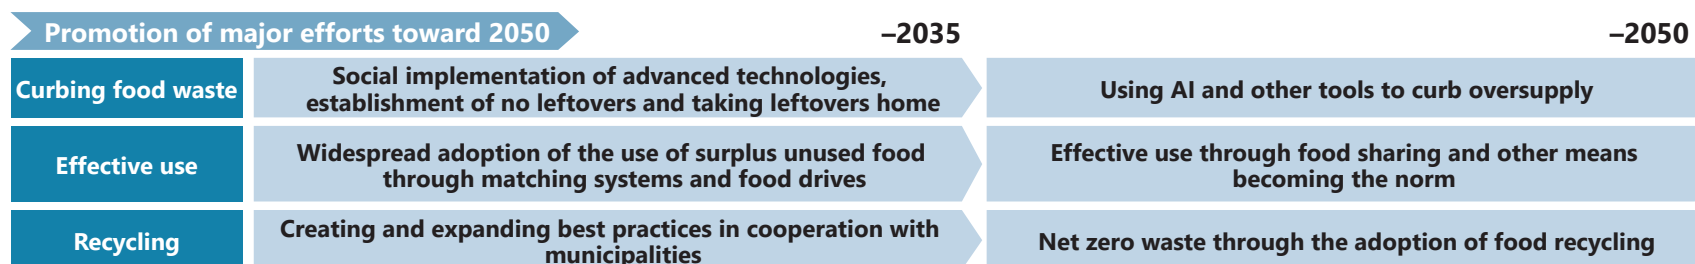 Promotion of major efforts toward 2050
–2035
–2050
Curbing food waste
Social implementation of advanced technologies,
establishment of no leftovers and taking leftovers home
Using AI and other tools to curb oversupply
Effective use
Widespread adoption of the use of surplus unused food
through matching systems and food drives
Effective use through food sharing and other means
becoming the norm
Recycling
Creating and expanding best practices in cooperation with
municipalities
Net zero waste through the adoption of food recycling